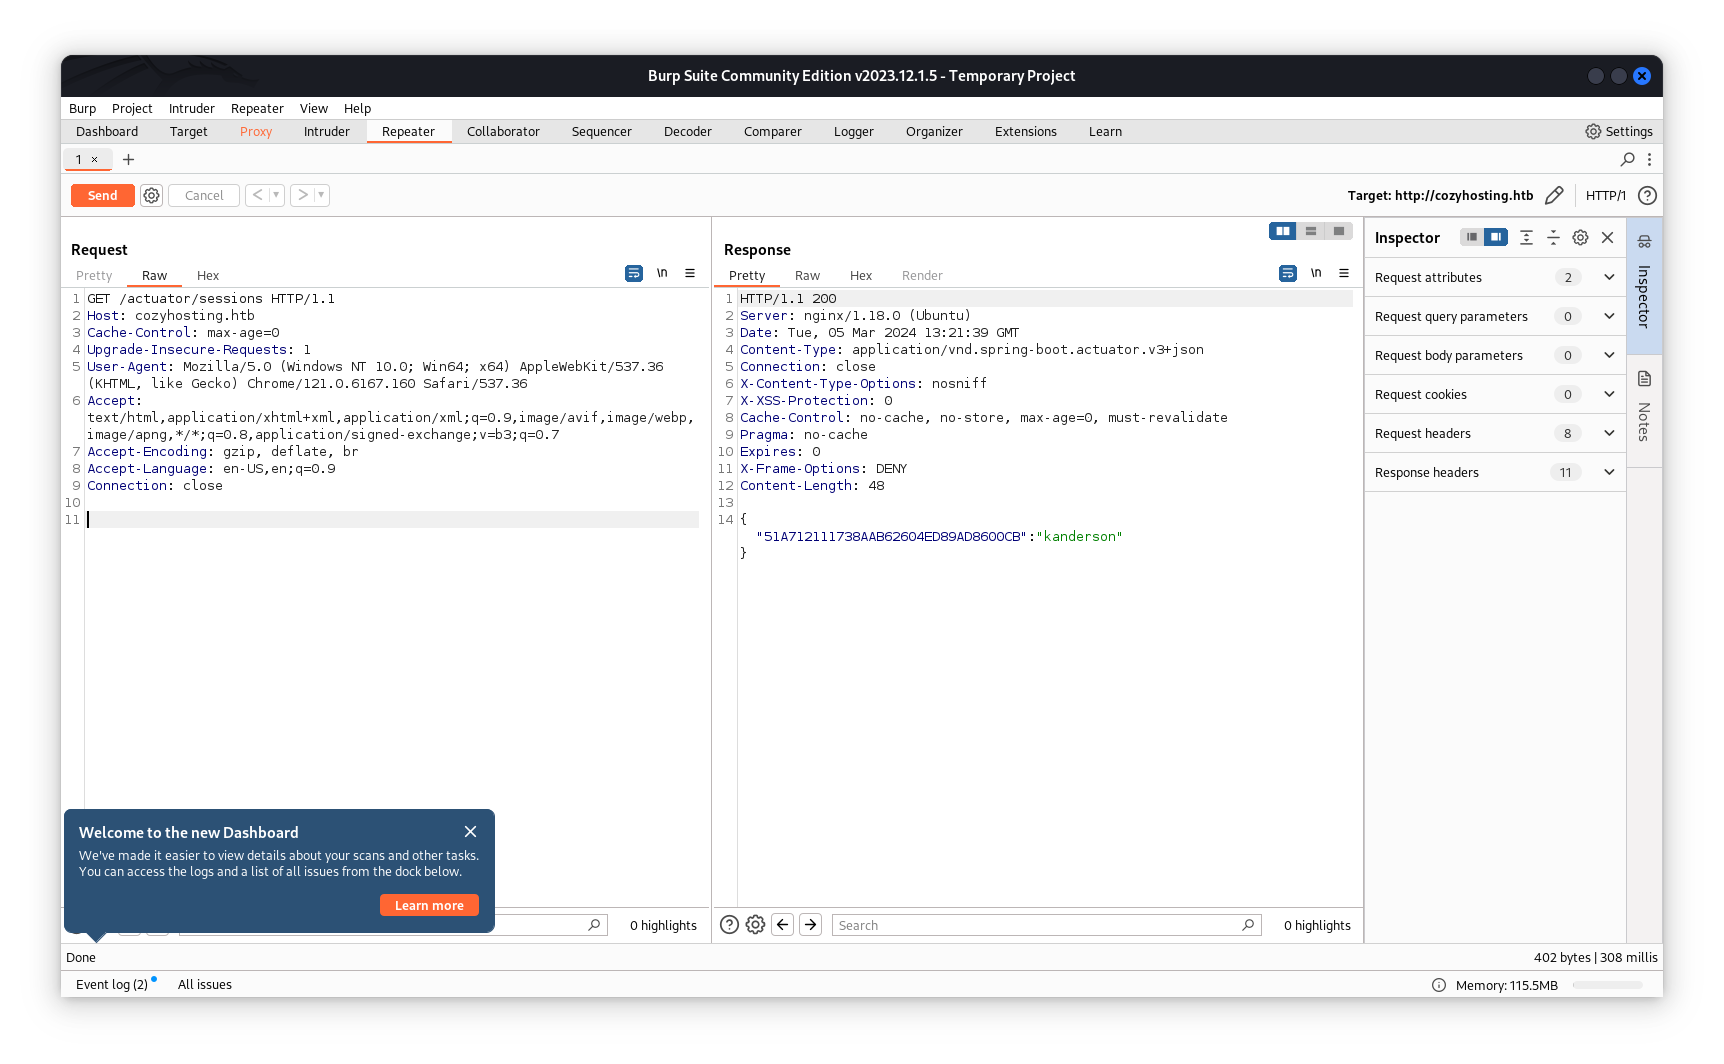 Burp Suite Community Edition v2023.12.1.5 - Temporary Project
Burp Project Intruder Repeater View Help
Dashboard Target Proxy Intruder Repeater Collaborator Sequencer Decoder Comparer Logger Organizer Extensions Learn Settings
1 × +
Send Cancel < > Target: http://cozyhosting.htb HTTP/1
Request
Pretty Raw Hex \n
1 GET /actuator/sessions HTTP/1.1
2 Host: cozyhosting.htb
3 Cache-Control: max-age=0
4 Upgrade-Insecure-Requests: 1
5 User-Agent: Mozilla/5.0 (Windows NT 10.0; Win64; x64) AppleWebKit/537.36
(KHTML, like Gecko) Chrome/121.0.6167.160 Safari/537.36
6 Accept:
text/html,application/xhtml+xml,application/xml;q=0.9,image/avif,image/webp,
image/apng,*/*;q=0.8,application/signed-exchange;v=b3;q=0.7
7 Accept-Encoding: gzip, deflate, br
8 Accept-Language: en-US,en;q=0.9
9 Connection: close
10
11
Response
Pretty Raw Hex Render \n
1 HTTP/1.1 200
2 Server: nginx/1.18.0 (Ubuntu)
3 Date: Tue, 05 Mar 2024 13:21:39 GMT
4 Content-Type: application/vnd.spring-boot.actuator.v3+json
5 Connection: close
6 X-Content-Type-Options: nosniff
7 X-XSS-Protection: 0
8 Cache-Control: no-cache, no-store, max-age=0, must-revalidate
9 Pragma: no-cache
10 Expires: 0
11 X-Frame-Options: DENY
12 Content-Length: 48
13
14 {
"51A712111738AAB62604ED89AD8600CB":"kanderson"
}
Inspector
Request attributes 2
Request query parameters 0
Request body parameters 0
Request cookies 0
Request headers 8
Response headers 11
Inspector
Notes
Welcome to the new Dashboard
We've made it easier to view details about your scans and other tasks.
You can access the logs and a list of all issues from the dock below.
Learn more
0 highlights
Search 0 highlights
Done 402 bytes | 308 millis
Event log (2) All issues Memory: 115.5MB